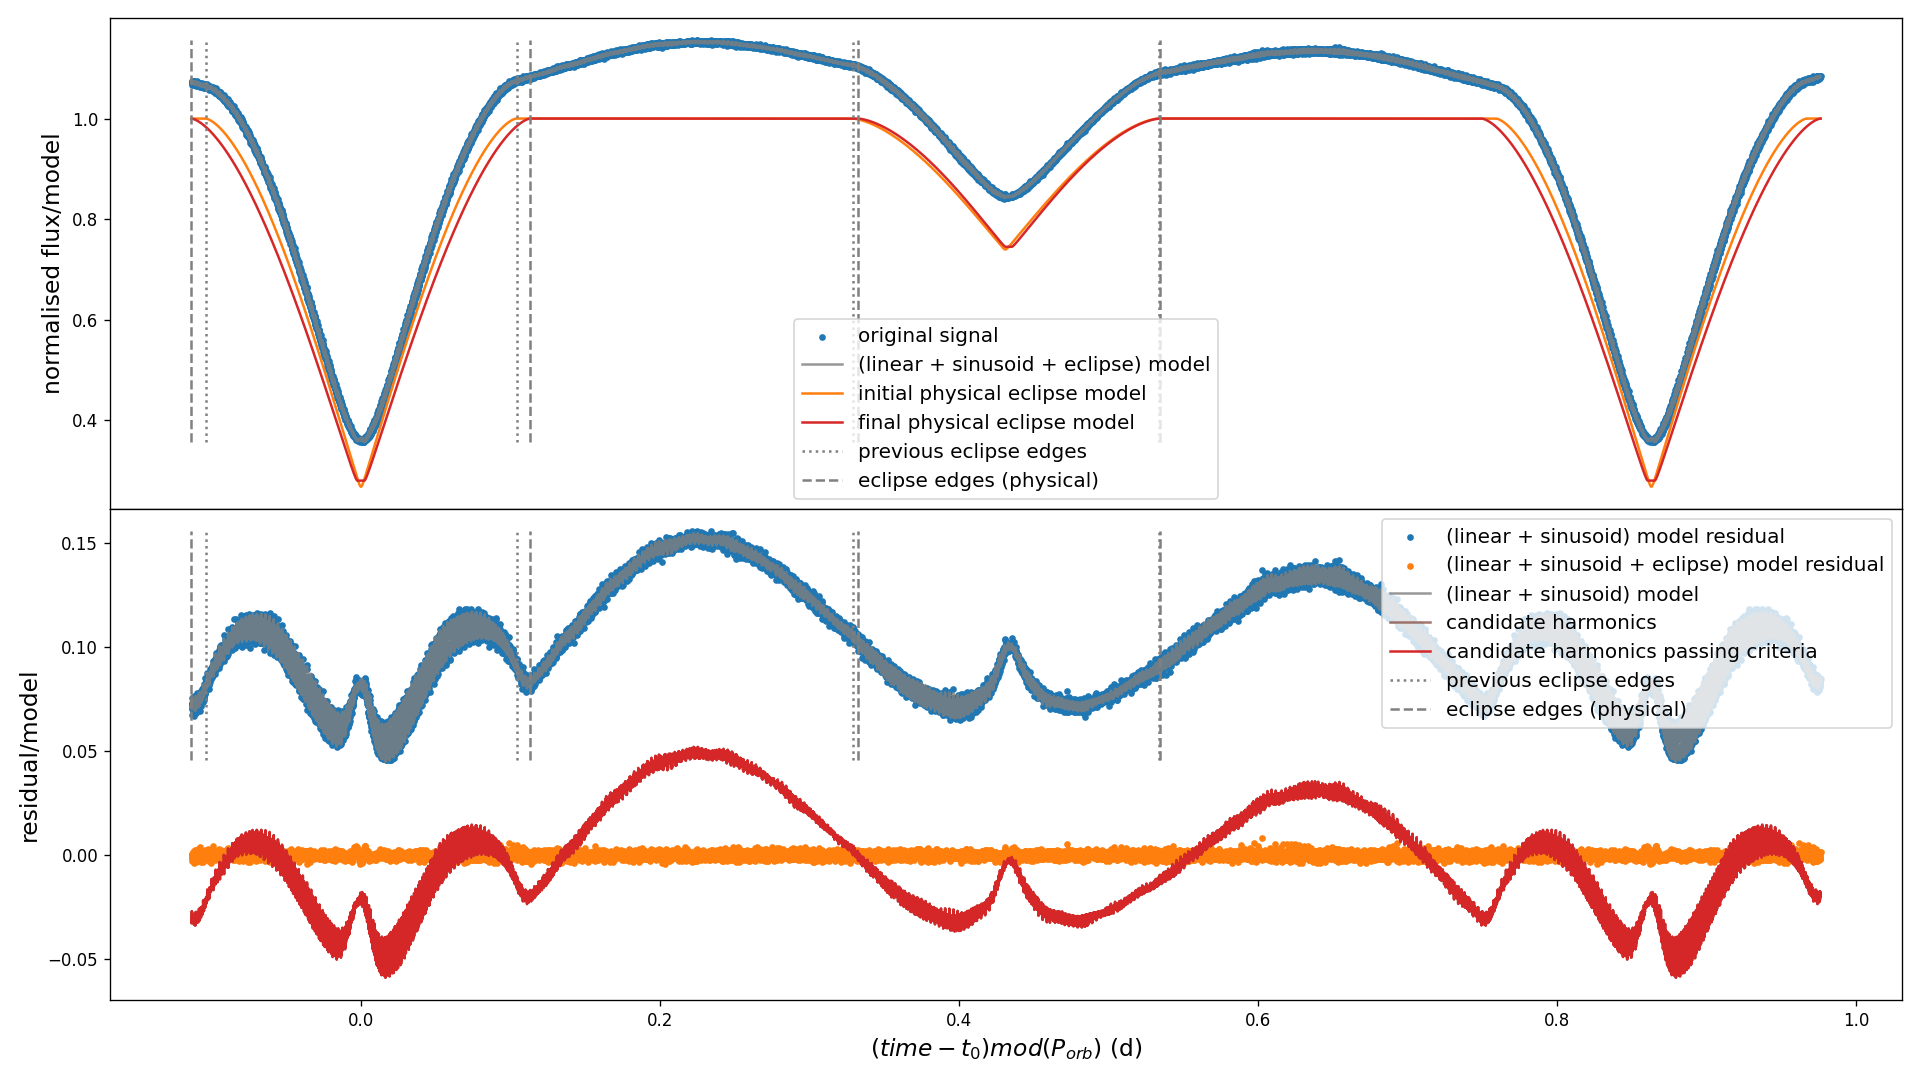 normalised flux/model
1.0
0.8
0.6
0.4
original signal
(linear + sinusoid + eclipse) model
initial physical eclipse model
final physical eclipse model
previous eclipse edges
eclipse edges (physical)
residual/model
0.15
0.10
0.05
0.00
−0.05
(linear + sinusoid) model residual
(linear + sinusoid + eclipse) model residual
(linear + sinusoid) model
candidate harmonics
candidate harmonics passing criteria
previous eclipse edges
eclipse edges (physical)
0.0 0.2 0.4 0.6 0.8 1.0
(time − t₀)mod(P_orb) (d)